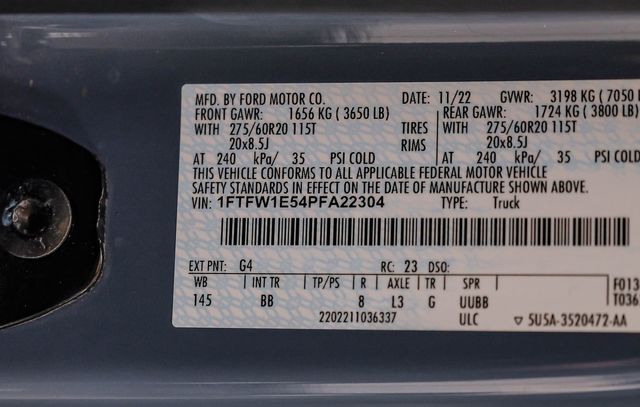 MFD. BY FORD MOTOR CO. DATE: 11/22 GVWR: 3198 KG (7050 L
FRONT GAWR: 1656 KG (3650 LB) REAR GAWR: 1724 KG (3800 LB)
WITH 275/60R20 115T TIRES WITH 275/60R20 115T
20x8.5J RIMS 20x8.5J
AT 240 kPa/ 35 PSI COLD AT 240 kPa/ 35 PSI COLD
THIS VEHICLE CONFORMS TO ALL APPLICABLE FEDERAL MOTOR VEHICLE
SAFETY STANDARDS IN EFFECT ON THE DATE OF MANUFACTURE SHOWN ABOVE.
VIN: 1FTFW1E54PFA22304 TYPE: Truck
EXT PNT: G4 RC: 23 DSO:
WB INT TR TP/PS R AXLE TR SPR F013
145 BB 8 L3 G UUBB T036
2202211036337 ULC ▽ SU5A-3520472-AA